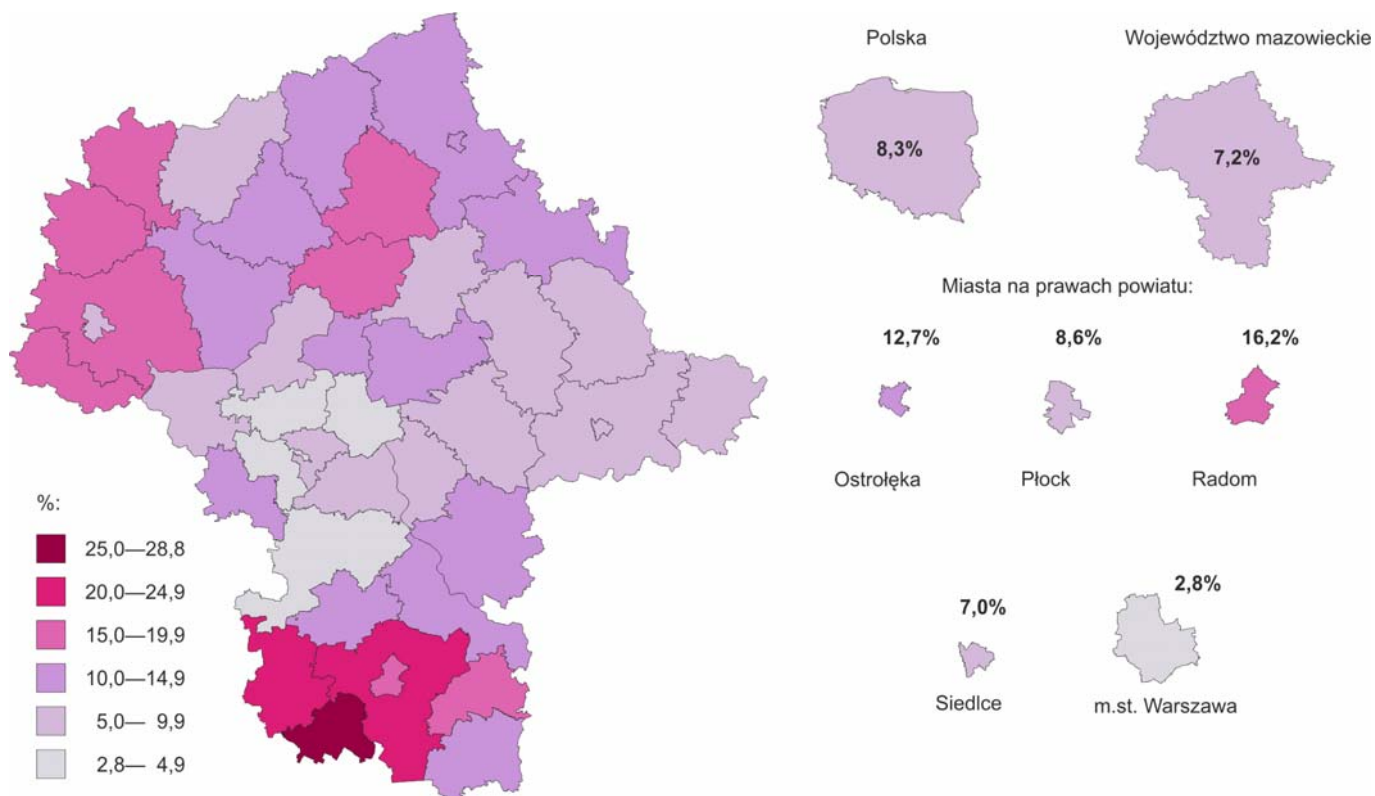 Polska
Województwo mazowieckie
8,3%
7,2%
Miasta na prawach powiatu:
12,7%
8,6%
16,2%
Ostrołęka
Płock
Radom
7,0%
2,8%
Siedlce
m.st. Warszawa
%:
25,0—28,8
20,0—24,9
15,0—19,9
10,0—14,9
5,0— 9,9
2,8— 4,9